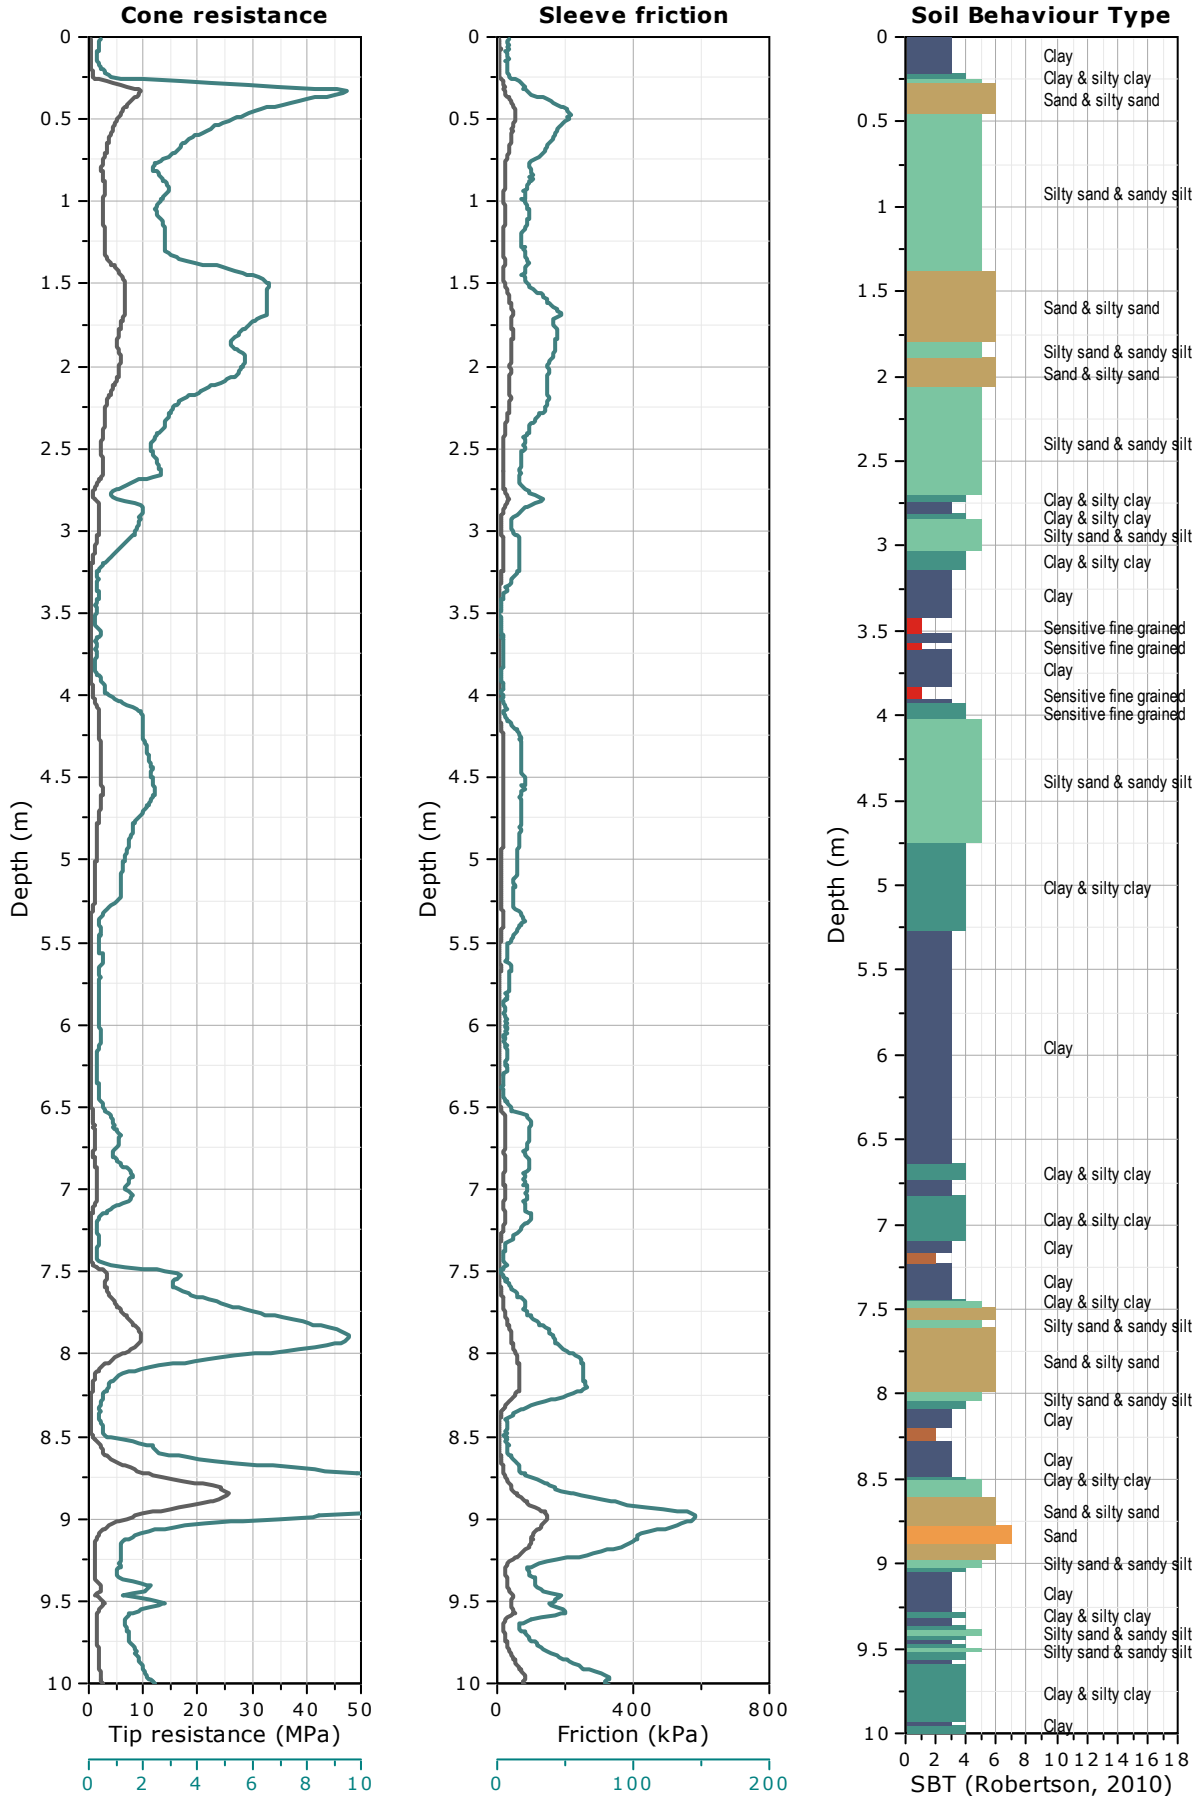 Cone resistance
0
0.5
1
1.5
2
2.5
3
3.5
4
4.5
5
5.5
6
6.5
7
7.5
8
8.5
9
9.5
10
Depth (m)
0 10 20 30 40 50
Tip resistance (MPa)
0 2 4 6 8 10
Sleeve friction
0
0.5
1
1.5
2
2.5
3
3.5
4
4.5
5
5.5
6
6.5
7
7.5
8
8.5
9
9.5
10
Depth (m)
0 400 800
Friction (kPa)
0 100 200
Soil Behaviour Type
0
0.5
1
1.5
2
2.5
3
3.5
4
4.5
5
5.5
6
6.5
7
7.5
8
8.5
9
9.5
10
Depth (m)
Clay
Clay & silty clay
Sand & silty sand
Silty sand & sandy silt
Sand & silty sand
Silty sand & sandy silt
Sand & silty sand
Silty sand & sandy silt
Clay & silty clay
Clay & silty clay
Silty sand & sandy silt
Clay & silty clay
Clay
Sensitive fine grained
Sensitive fine grained
Clay
Sensitive fine grained
Sensitive fine grained
Silty sand & sandy silt
Clay & silty clay
Clay
Clay & silty clay
Clay & silty clay
Clay
Clay
Clay & silty clay
Silty sand & sandy silt
Sand & silty sand
Silty sand & sandy silt
Clay
Clay
Clay & silty clay
Sand & silty sand
Sand
Silty sand & sandy silt
Clay
Clay & silty clay
Silty sand & sandy silt
Silty sand & sandy silt
Clay & silty clay
Clay
0 2 4 6 8 10 12 14 16 18
SBT (Robertson, 2010)